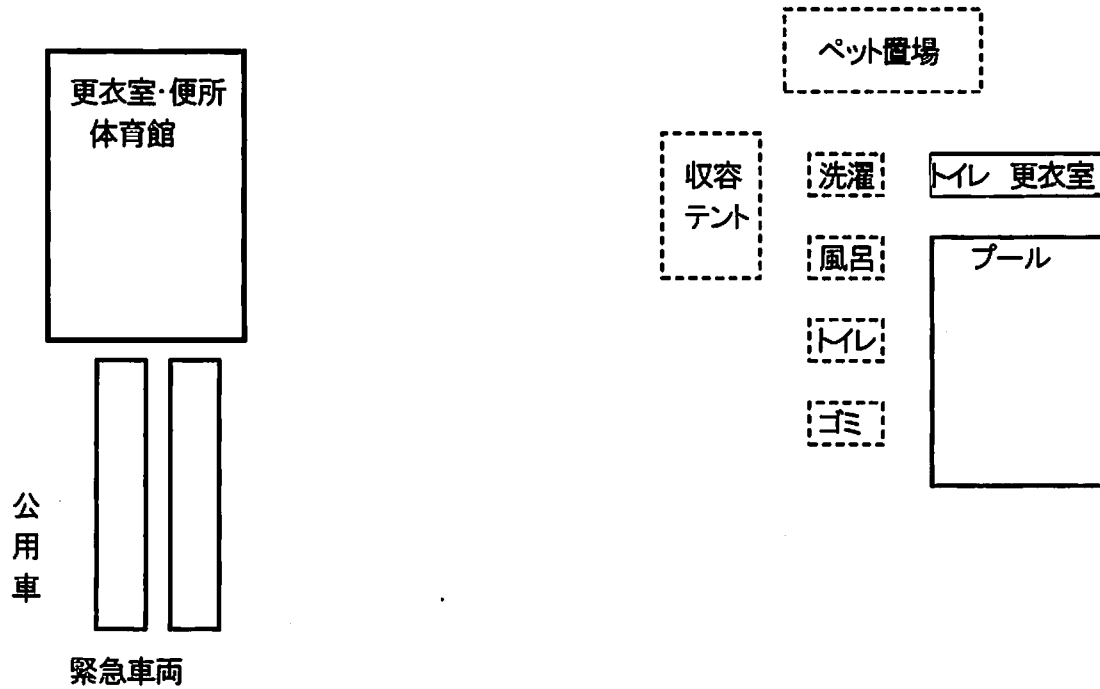 ペット置場
更衣室・便所
体育館
収容
テント
洗濯
トイレ 更衣室
風呂
プール
トイレ
ゴミ
公用車
緊急車両